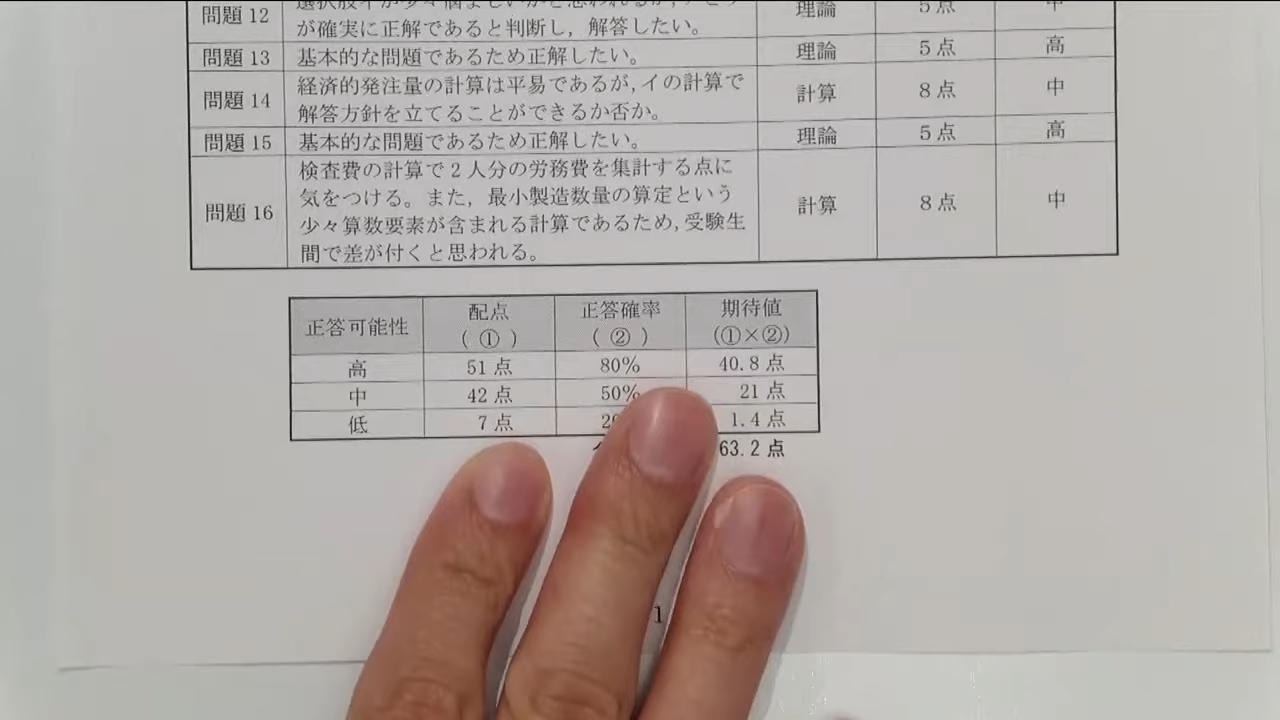 問題 12
が確実に正解であると判断し，解答したい。
理論
5 点
中
問題 13
基本的な問題であるため正解したい。
理論
5 点
高
問題 14
経済的発注量の計算は平易であるが，イの計算で
解答方針を立てることができるか否か。
計算
8 点
中
問題 15
基本的な問題であるため正解したい。
理論
5 点
高
問題 16
検査費の計算で 2 人分の労務費を集計する点に
気をつける。また，最小製造数量の算定という
少々算数要素が含まれる計算であるため，受験生
間で差が付くと思われる。
計算
8 点
中
正答可能性
配点
( ① )
正答確率
( ② )
期待値
(①×②)
高
51 点
80%
40.8 点
中
42 点
50%
21 点
低
7 点
1.4 点
63.2 点
1